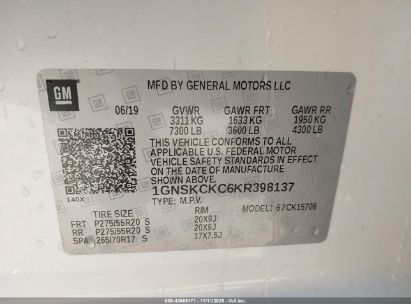 GM
MFD BY GENERAL MOTORS LLC
06/19 GVWR GAWR FRT GAWR RR
3311 KG 1633 KG 1950 KG
7300 LB 3600 LB 4300 LB
THIS VEHICLE CONFORMS TO ALL
APPLICABLE U.S. FEDERAL MOTOR
VEHICLE SAFETY STANDARDS IN EFFECT ON
THE DATE OF MANUFACTURE SHOWN ABOVE.
1GNSKCKC6KR398137
140X TYPE: M.P.V. MODEL: 67CK15706
TIRE SIZE RIM
FRT P275/55R20 S 20X9J
RR P275/55R20 S 20X9J
SPA 265/70R17 S 17X7.5J